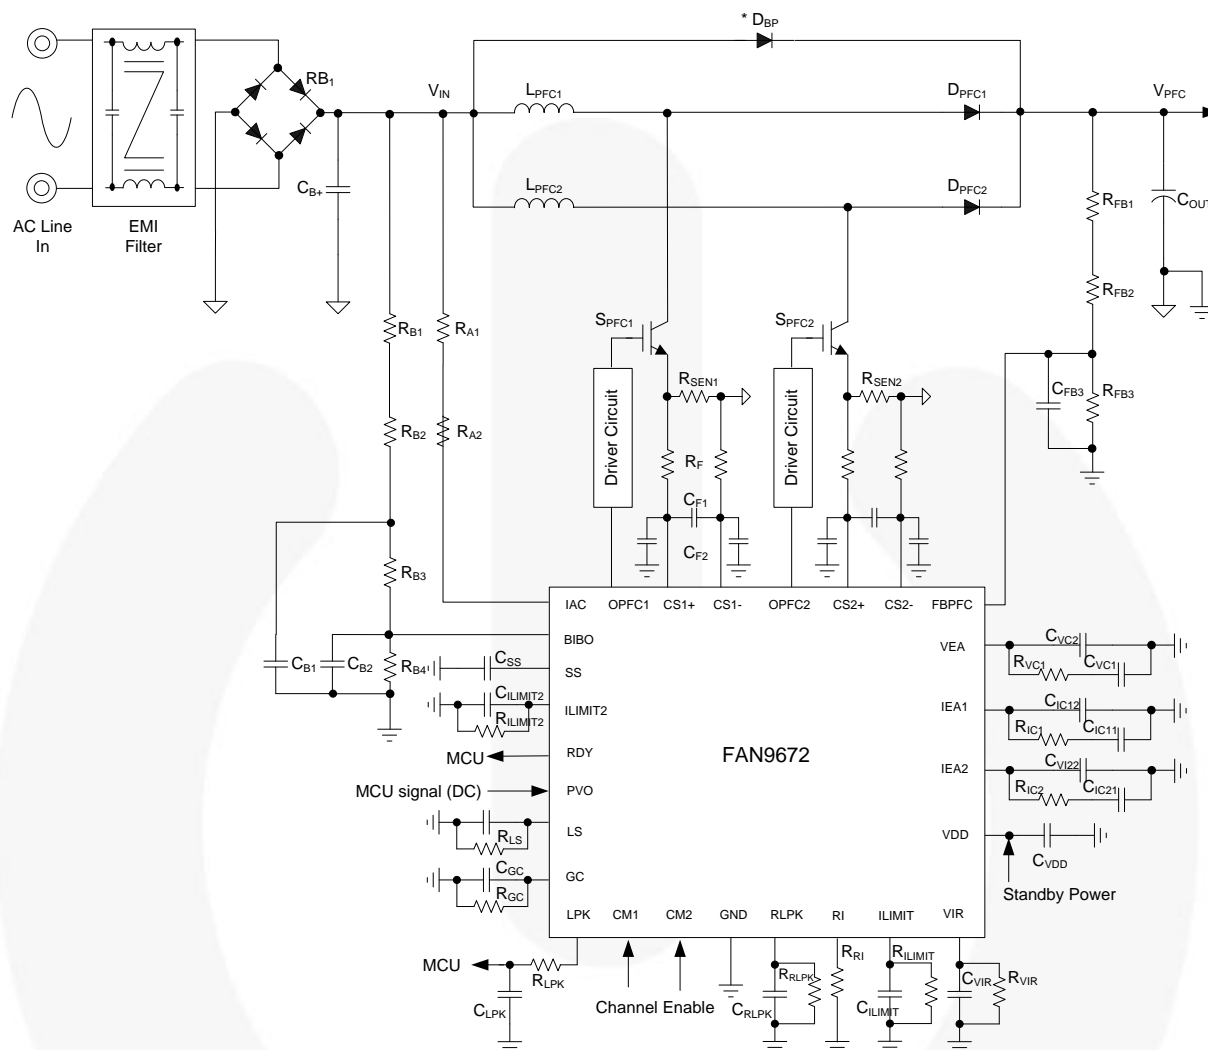 * DBP
RB1
VIN
LPFC1
DPFC1
VPFC
CB+
LPFC2
DPFC2
RFB1
COUT
AC Line
In
EMI
Filter
RFB2
RB1
RA1
SPFC1
SPFC2
RSEN1
RSEN2
CFB3
RFB3
RB2
RA2
Driver Circuit
RF
Driver Circuit
CF1
CF2
RB3
IAC
OPFC1
CS1+
CS1-
OPFC2
CS2+
CS2-
FBPFC
BIBO
VEA
CVC2
CB1
CB2
RB4
CSS
SS
RVC1
CVC1
CILIMIT2
RILIMIT2
ILIMIT2
IEA1
CIC12
RIC1
CIC11
MCU
RDY
FAN9672
IEA2
CVI22
RIC2
CIC21
MCU signal (DC)
PVO
RLS
LS
VDD
CVDD
CGC
RGC
GC
Standby Power
LPK
CM1
CM2
GND
RLPK
RI
ILIMIT
VIR
MCU
RLPK
RRLPK
RRI
RILIMIT
CVIR
RVIR
CLPK
Channel Enable
CRLPK
CILIMIT